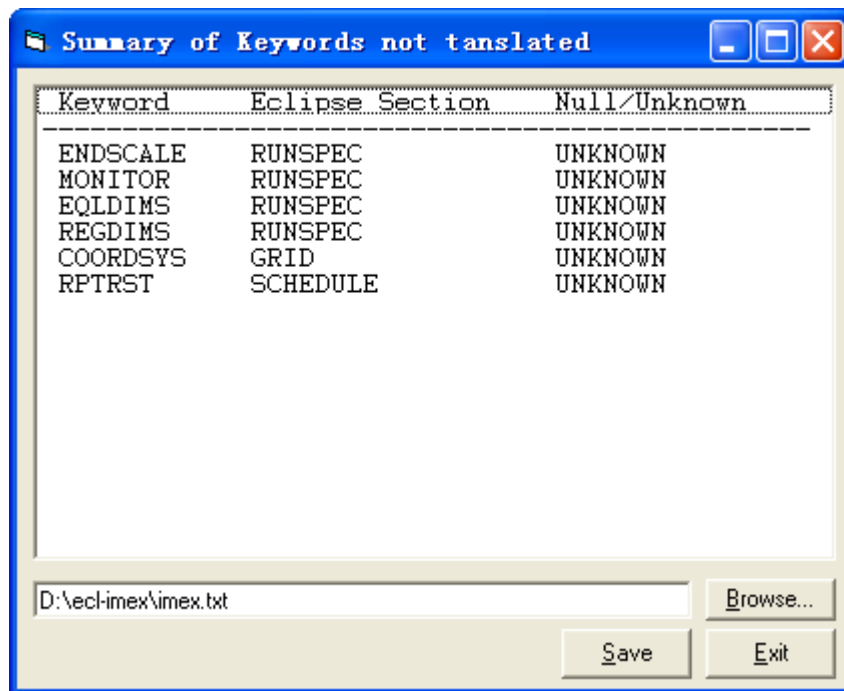 Summary of Keywords not tanslated
Keyword Eclipse Section Null/Unknown
------------------------------------------------
ENDSCALE RUNSPEC UNKNOWN
MONITOR RUNSPEC UNKNOWN
EQLDIMS RUNSPEC UNKNOWN
REGDIMS RUNSPEC UNKNOWN
COORDSYS GRID UNKNOWN
RPTRST SCHEDULE UNKNOWN
D:\ecl-imex\imex.txt Browse...
Save Exit